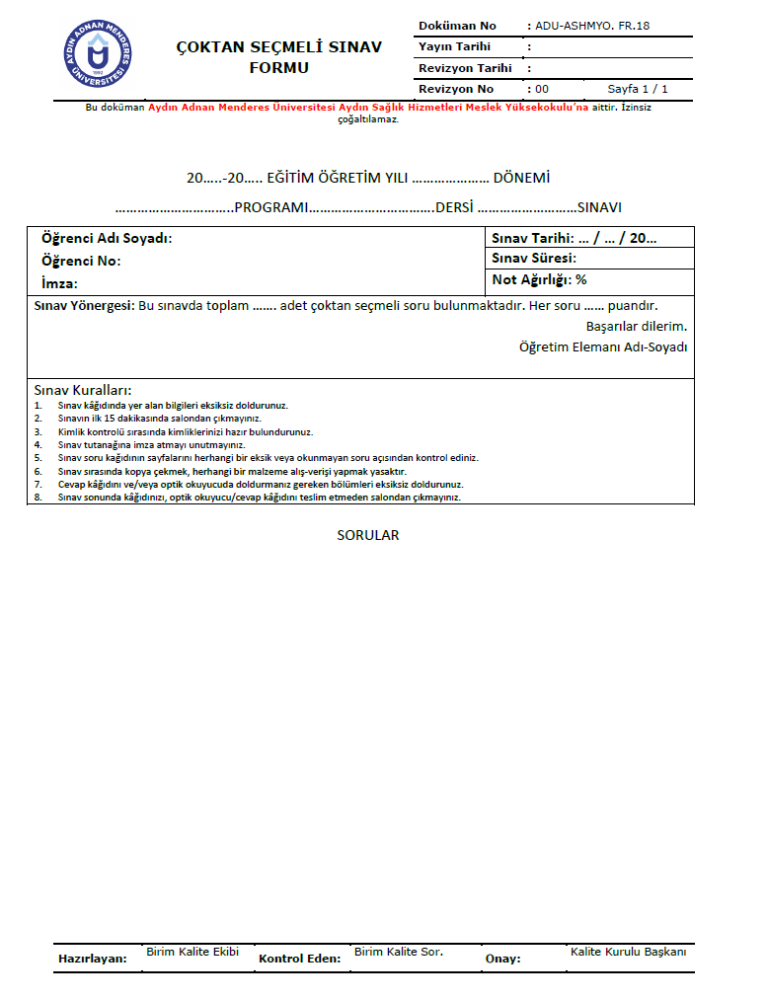 AYDIN ADNAN MENDERES ÜNİVERSİTESİ
1992
ÇOKTAN SEÇMELİ SINAV
FORMU
Doküman No : ADU-ASHMYO. FR.18
Yayın Tarihi :
Revizyon Tarihi :
Revizyon No : 00 Sayfa 1 / 1
Bu doküman Aydın Adnan Menderes Üniversitesi Aydın Sağlık Hizmetleri Meslek Yüksekokulu’na aittir. İzinsiz
çoğaltılamaz.
20…..-20….. EĞİTİM ÖĞRETİM YILI ………………… DÖNEMİ
…………………………..PROGRAMI…………………………….DERSİ ………………………SINAVI
Öğrenci Adı Soyadı:
Öğrenci No:
İmza:
Sınav Tarihi: … / … / 20…
Sınav Süresi:
Not Ağırlığı: %
Sınav Yönergesi: Bu sınavda toplam ……. adet çoktan seçmeli soru bulunmaktadır. Her soru …… puandır.
Başarılar dilerim.
Öğretim Elemanı Adı-Soyadı
Sınav Kuralları:
1. Sınav kâğıdında yer alan bilgileri eksiksiz doldurunuz.
2. Sınavın ilk 15 dakikasında salondan çıkmayınız.
3. Kimlik kontrolü sırasında kimliklerinizi hazır bulundurunuz.
4. Sınav tutanağına imza atmayı unutmayınız.
5. Sınav soru kağıdının sayfalarını herhangi bir eksik veya okunmayan soru açısından kontrol ediniz.
6. Sınav sırasında kopya çekmek, herhangi bir malzeme alış-verişi yapmak yasaktır.
7. Cevap kâğıdını ve/veya optik okuyucuda doldurmanız gereken bölümleri eksiksiz doldurunuz.
8. Sınav sonunda kâğıdınızı, optik okuyucu/cevap kâğıdını teslim etmeden salondan çıkmayınız.
SORULAR
Hazırlayan: Birim Kalite Ekibi Kontrol Eden: Birim Kalite Sor. Onay: Kalite Kurulu Başkanı